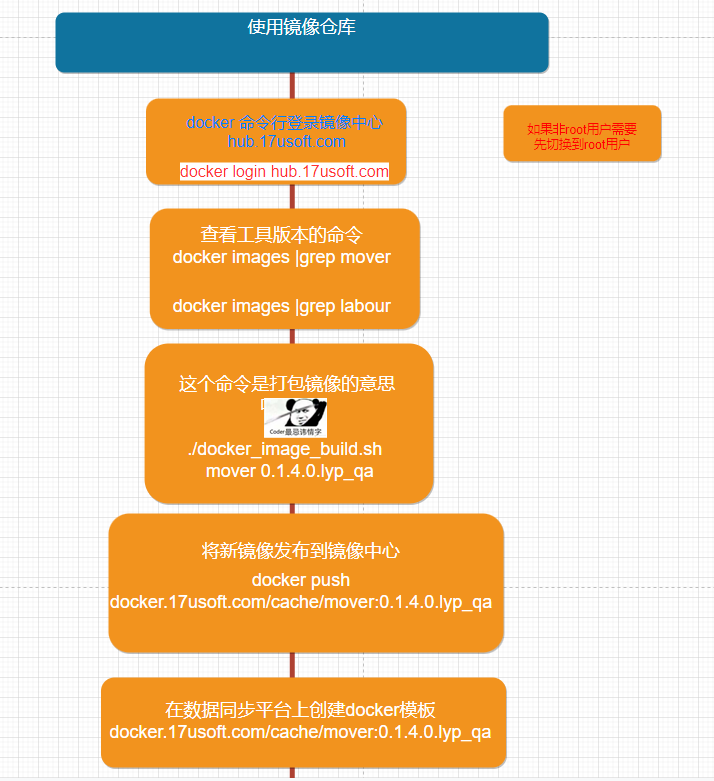 使用镜像仓库
docker 命令行登录镜像中心
hub.17usoft.com
docker login hub.17usoft.com
如果非root用户需要
先切换到root用户
查看工具版本的命令
docker images |grep mover
docker images |grep labour
这个命令是打包镜像的意思
Coder最忌讳情字
./docker_image_build.sh
mover 0.1.4.0.lyp_qa
将新镜像发布到镜像中心
docker push
docker.17usoft.com/cache/mover:0.1.4.0.lyp_qa
在数据同步平台上创建docker模板
docker.17usoft.com/cache/mover:0.1.4.0.lyp_qa